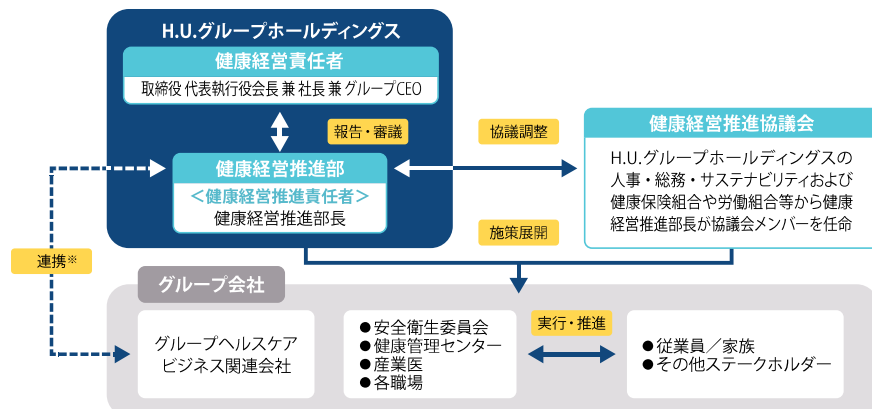 H.U.グループホールディングス
健康経営責任者
取締役 代表執行役会長 兼 社長 兼 グループCEO
報告・審議
協議調整
健康経営推進部
＜健康経営推進責任者＞
健康経営推進部長
健康経営推進協議会
H.U.グループホールディングスの
人事・総務・サステナビリティおよび
健康保険組合や労働組合等から健康
経営推進部長が協議会メンバーを任命
施策展開
連携※
グループ会社
グループヘルスケア
ビジネス関連会社
●安全衛生委員会
●健康管理センター
●産業医
●各職場
実行・推進
●従業員／家族
●その他ステークホルダー